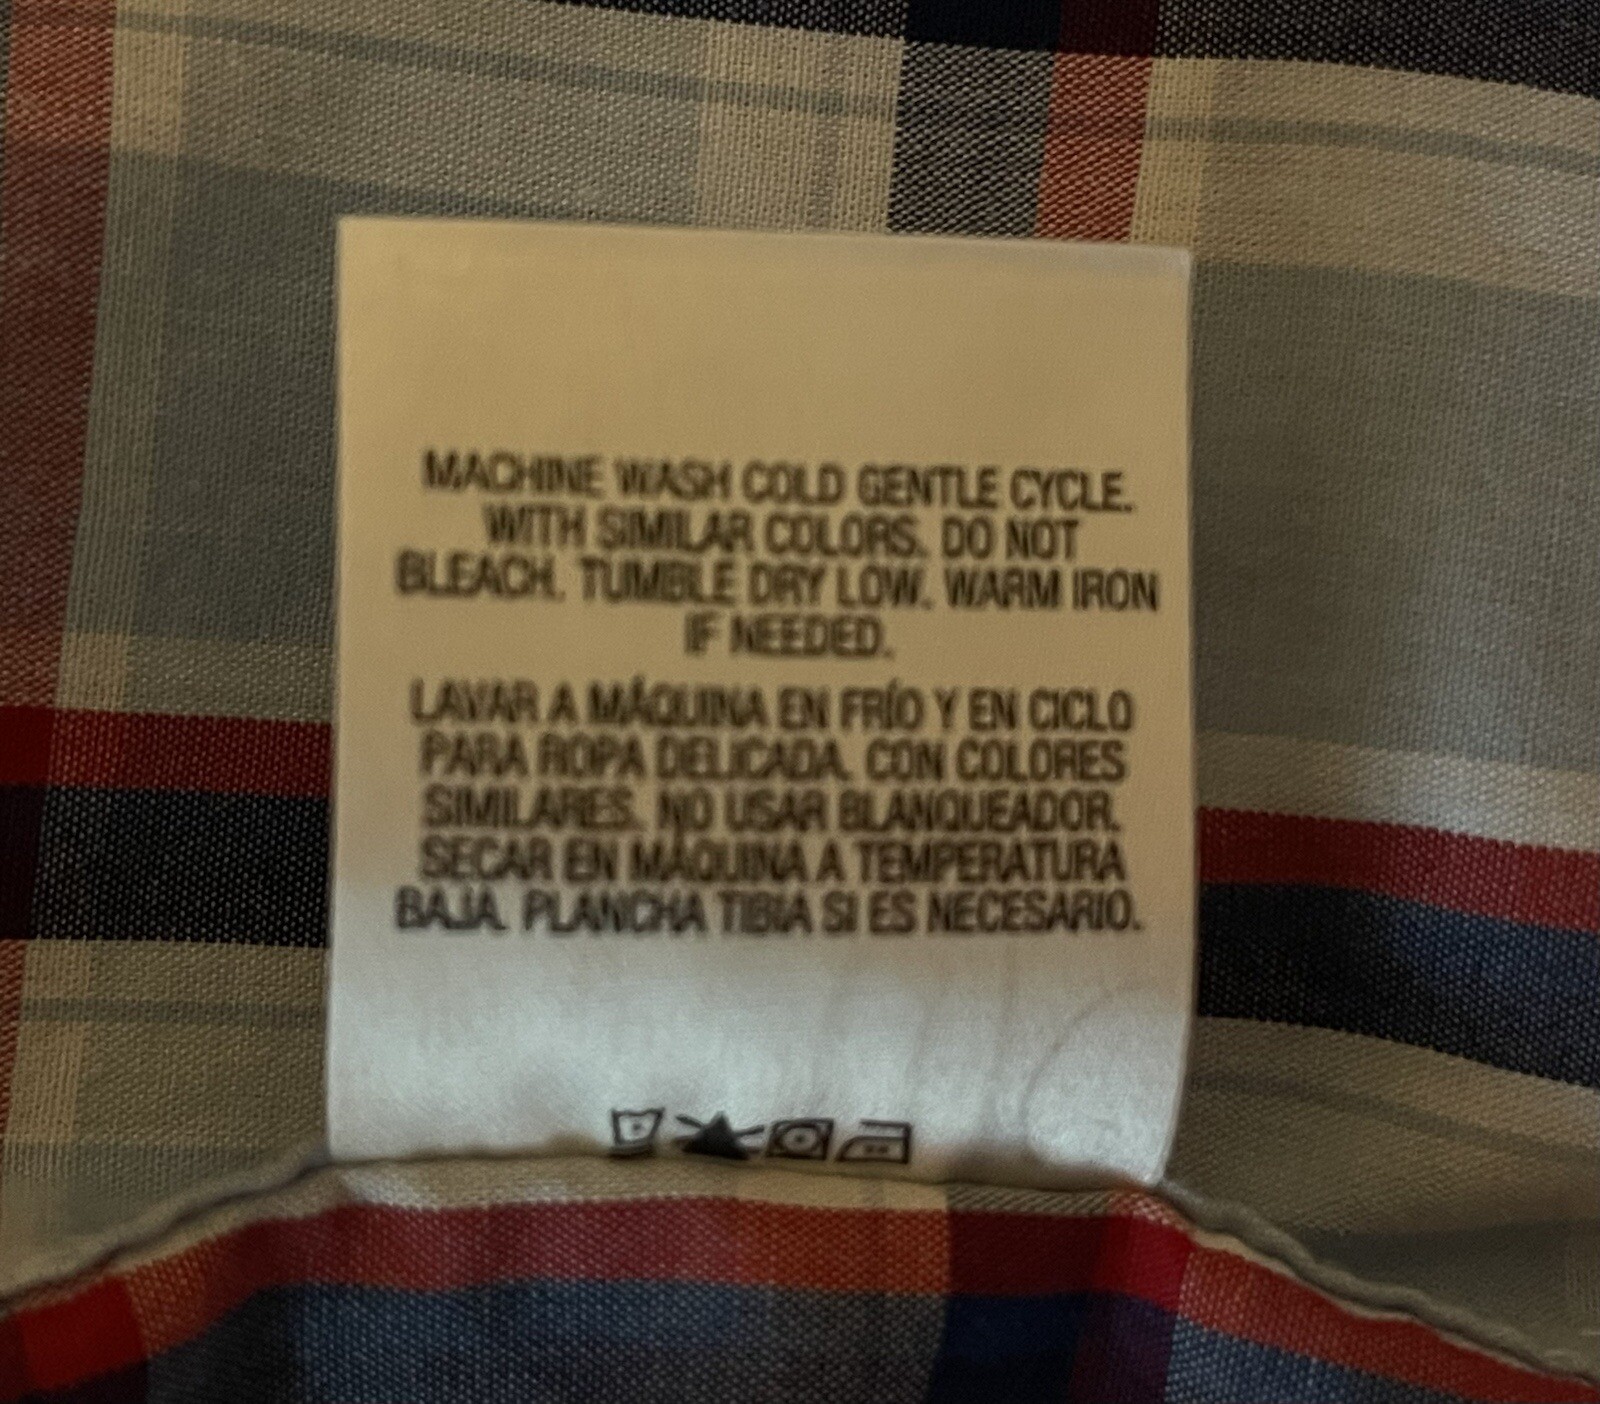 MACHINE WASH COLD GENTLE CYCLE.
WITH SIMILAR COLORS. DO NOT
BLEACH. TUMBLE DRY LOW. WARM IRON
IF NEEDED.
LAVAR A MÁQUINA EN FRÍO Y EN CICLO
PARA ROPA DELICADA. CON COLORES
SIMILARES. NO USAR BLANQUEADOR.
SECAR EN MÁQUINA A TEMPERATURA
BAJA. PLANCHA TIBIA SI ES NECESARIO.